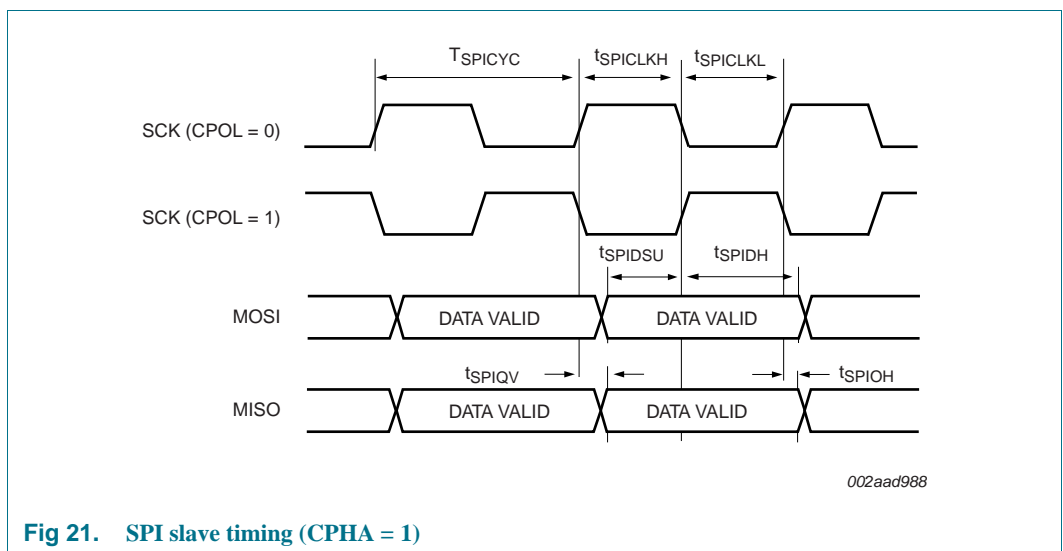 TSPICYC tSPICLKH tSPICLKL
SCK (CPOL = 0)
SCK (CPOL = 1)
tSPIDSU tSPIDH
MOSI DATA VALID DATA VALID
tSPIQV tSPIOH
MISO DATA VALID DATA VALID
002aad988
Fig 21. SPI slave timing (CPHA = 1)